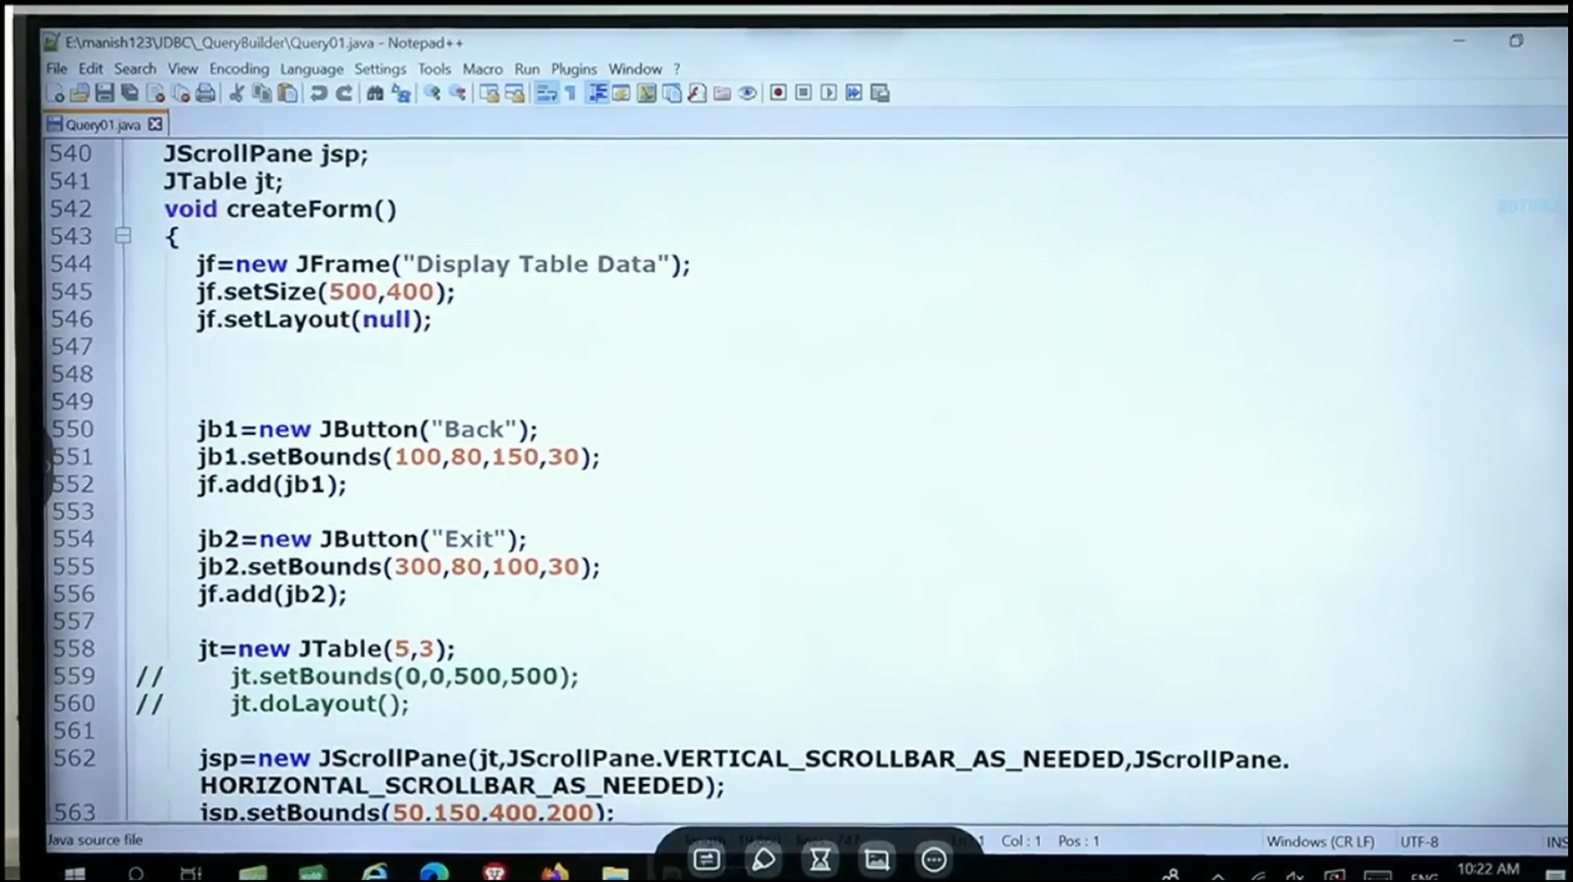 E:\manish123\JDBC\_QueryBuilder\Query01.java - Notepad++
File Edit Search View Encoding Language Settings Tools Macro Run Plugins Window ?
Query01.java
540 JScrollPane jsp;
541 JTable jt;
542 void createForm()
543 {
544 jf=new JFrame("Display Table Data");
545 jf.setSize(500,400);
546 jf.setLayout(null);
547
548
549
550 jb1=new JButton("Back");
551 jb1.setBounds(100,80,150,30);
552 jf.add(jb1);
553
554 jb2=new JButton("Exit");
555 jb2.setBounds(300,80,100,30);
556 jf.add(jb2);
557
558 jt=new JTable(5,3);
559 // jt.setBounds(0,0,500,500);
560 // jt.doLayout();
561
562 jsp=new JScrollPane(jt,JScrollPane.VERTICAL_SCROLLBAR_AS_NEEDED,JScrollPane.
HORIZONTAL_SCROLLBAR_AS_NEEDED);
563 jsp.setBounds(50,150,400,200);
Java source file Col : 1 Pos : 1 Windows (CR LF) UTF-8 INS
ENG 10:22 AM